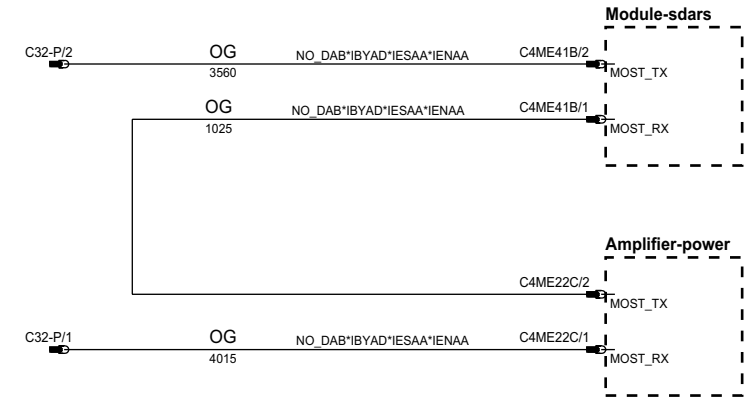 Module-sdars
C32-P/2 OG NO_DAB*IBYAD*IESAA*IENAA C4ME41B/2
3560 MOST_TX
OG NO_DAB*IBYAD*IESAA*IENAA C4ME41B/1
1025 MOST_RX
Amplifier-power
C4ME22C/2
MOST_TX
C32-P/1 OG NO_DAB*IBYAD*IESAA*IENAA C4ME22C/1
4015 MOST_RX